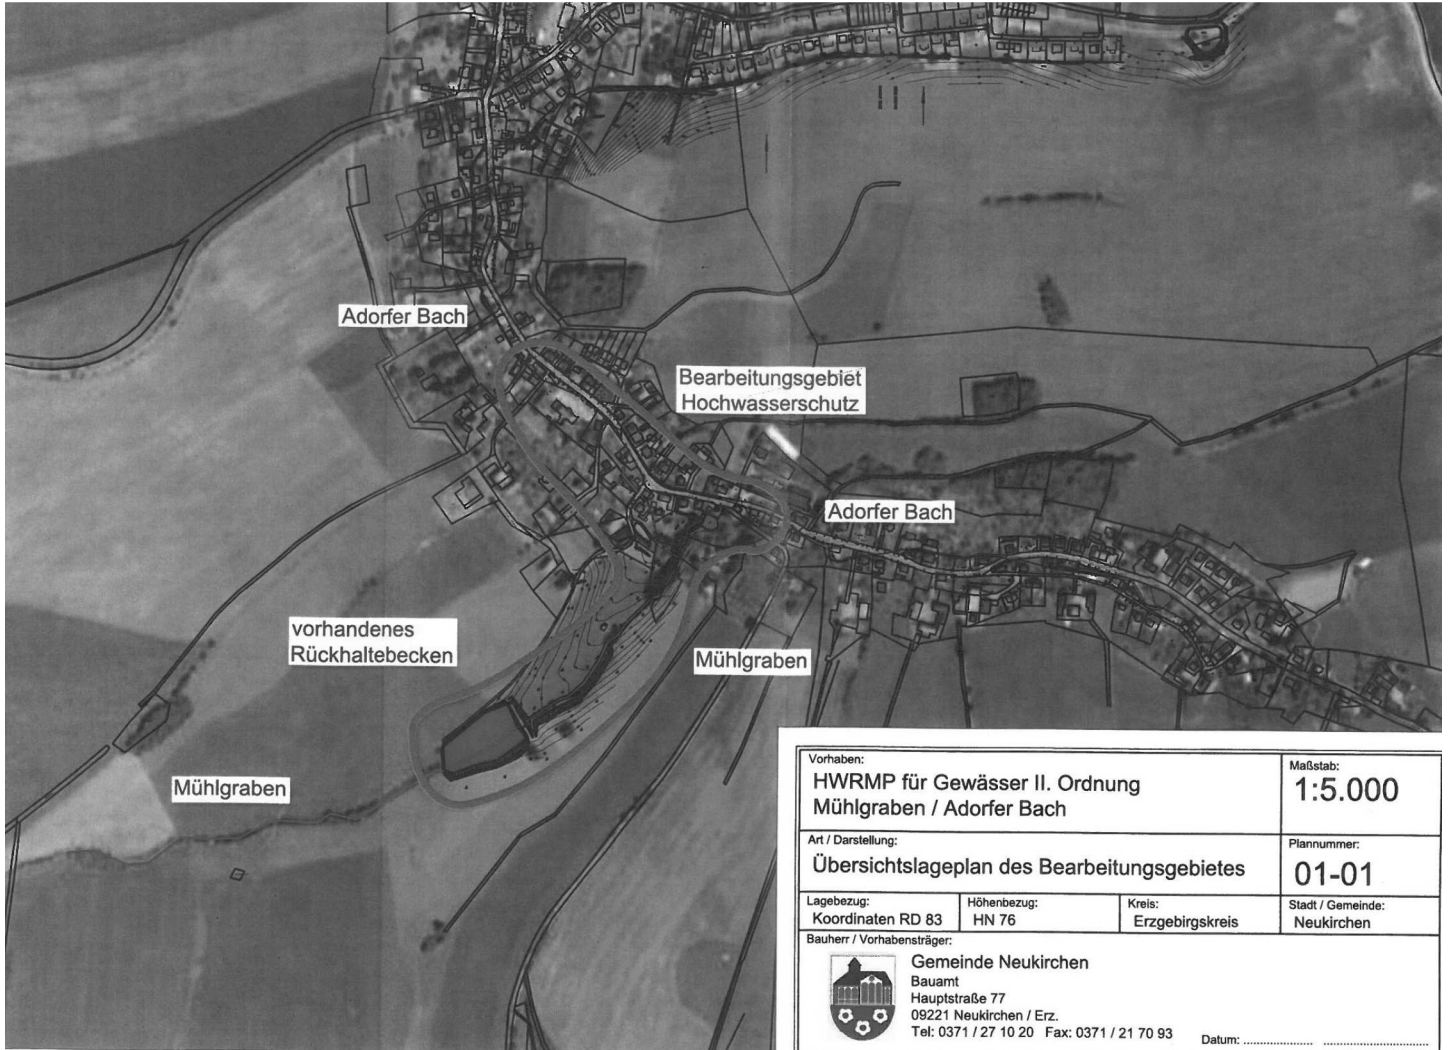 Adorfer Bach
Bearbeitungsgebiet
Hochwasserschutz
Adorfer Bach
vorhandenes
Rückhaltebecken
Mühlgraben
Mühlgraben
Vorhaben:
HWRMP für Gewässer II. Ordnung
Mühlgraben / Adorfer Bach
Maßstab:
1:5.000
Art / Darstellung:
Übersichtslageplan des Bearbeitungsgebietes
Plannummer:
01-01
Lagebezug:
Koordinaten RD 83
Höhenbezug:
HN 76
Kreis:
Erzgebirgskreis
Stadt / Gemeinde:
Neukirchen
Bauherr / Vorhabensträger:
Gemeinde Neukirchen
Bauamt
Hauptstraße 77
09221 Neukirchen / Erz.
Tel: 0371 / 27 10 20 Fax: 0371 / 21 70 93
Datum: ................ ........................